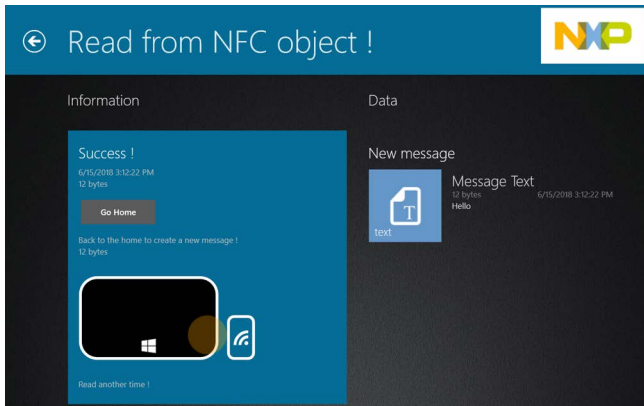 Read from NFC object !
NXP
Information
Data
Success !
6/15/2018 3:12:22 PM
12 bytes
Go Home
Back to the home to create a new message !
12 bytes
Read another time !
New message
text
Message Text
12 bytes 6/15/2018 3:12:22 PM
Hello